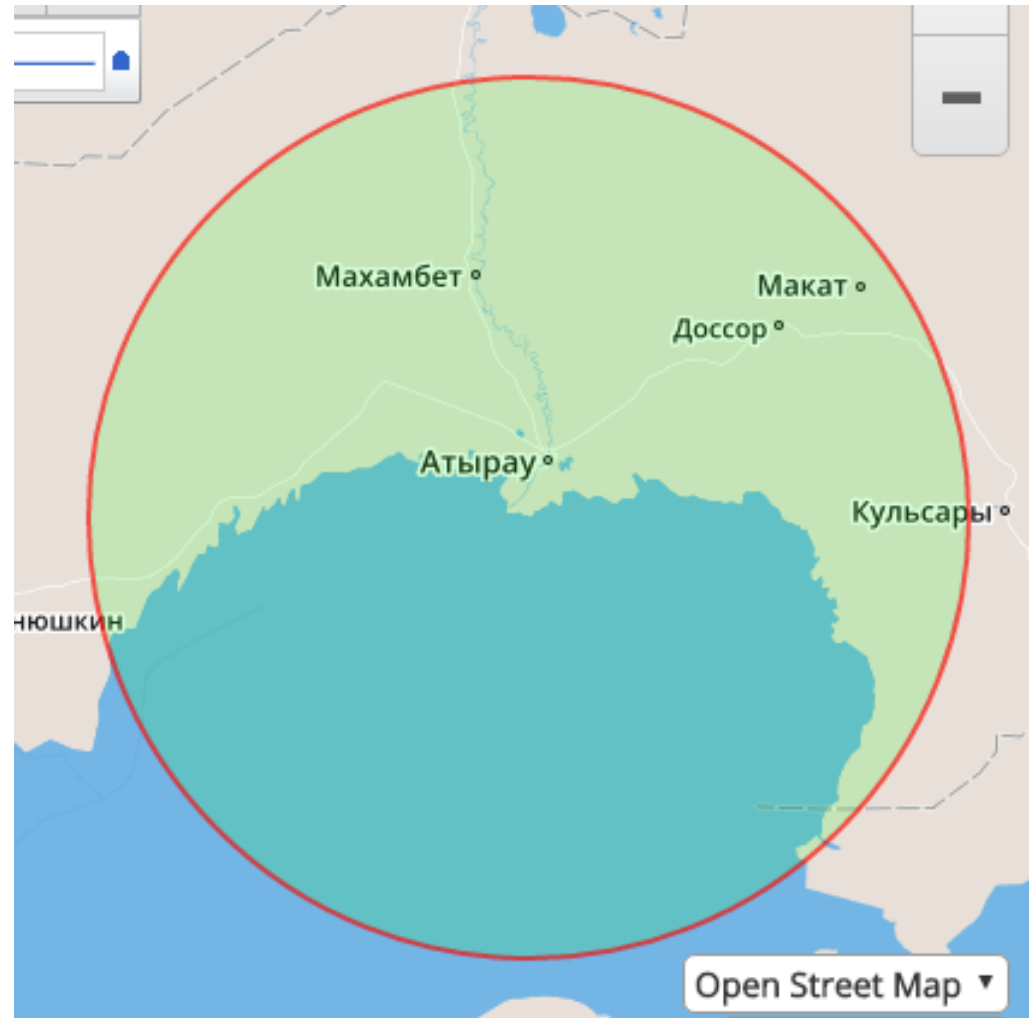 Махамбет
Макат
Доссор
Атырау
Кульсары
нюшкин
Open Street Map